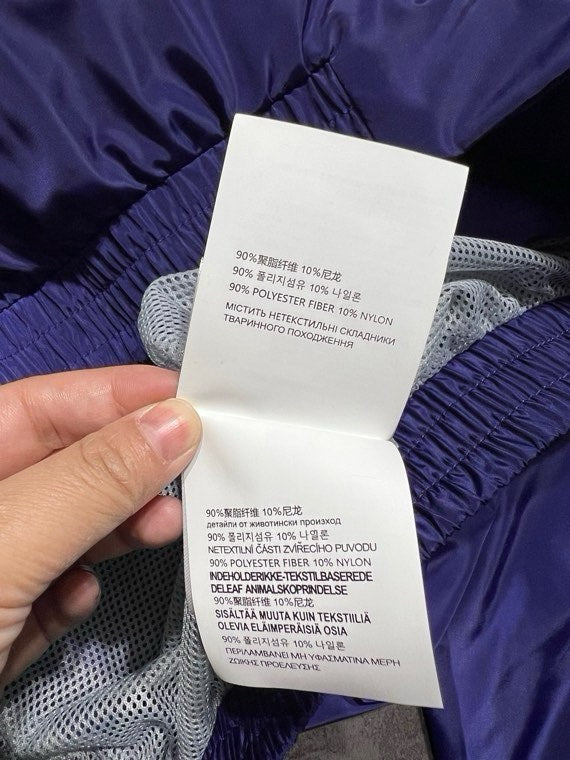 90%聚脂纤维 10%尼龙
90% 폴리지섬유 10% 나일론
90% POLYESTER FIBER 10% NYLON
МІСТИТЬ НЕТЕКСТИЛЬНІ СКЛАДНИКИ
ТВАРИННОГО ПОХОДЖЕННЯ
90%聚脂纤维 10%尼龙
детайли от животински произход
90% 폴리지섬유 10% 나일론
NETEXTILNÍ ČÁSTI ZVÍŘECÍHO PUVODU
90% POLYESTER FIBER 10% NYLON
INDEHOLDERIKKE-TEKSTILBASEREDE
DELEAF ANIMALSKOPRINDELSE
90%聚脂纤维 10%尼龙
SISÄLTÄÄ MUUTA KUIN TEKSTIILIÄ
OLEVIA ELÄIMPERÄISIÄ OSIA
90% 폴리지섬유 10% 나일론
ΠΕΡΙΛΑΜΒΑΝΕΙ ΜΗ ΥΦΑΣΜΑΤΙΝΑ ΜΕΡΗ
ΖΩΙΚΗΣ ΠΡΟΕΛΕΥΣΗΣ